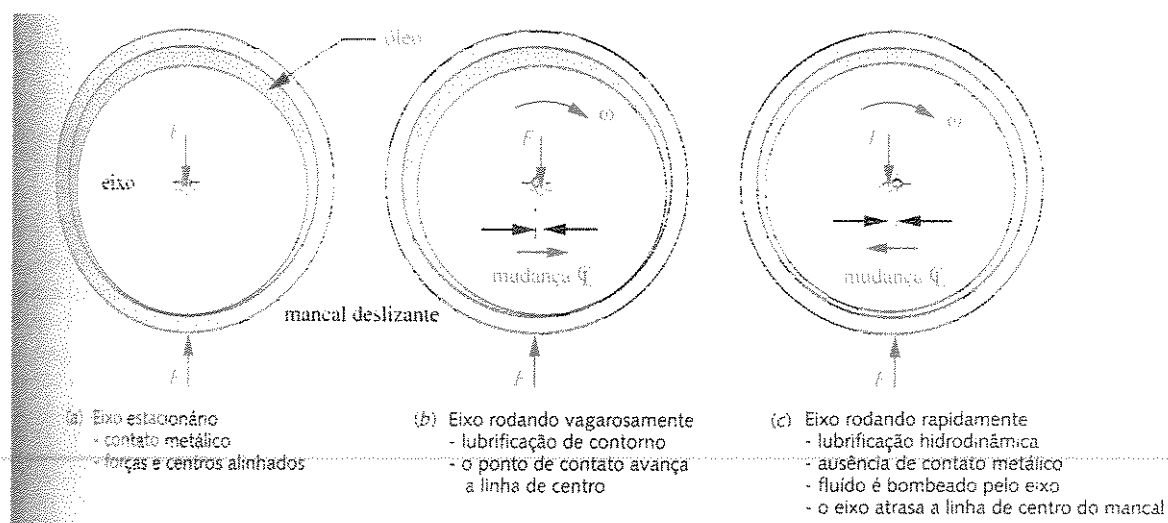 óleo
F
ω
F
ω
F
eixo
mudança
mudança
mancal deslizante
F
F
F
(a) Eixo estacionário
- contato metálico
- forças e centros alinhados
(b) Eixo rodando vagarosamente
- lubrificação de contorno
- o ponto de contato avança
a linha de centro
(c) Eixo rodando rapidamente
- lubrificação hidrodinâmica
- ausência de contato metálico
- fluído é bombeado pelo eixo
- o eixo atrasa a linha de centro do mancal